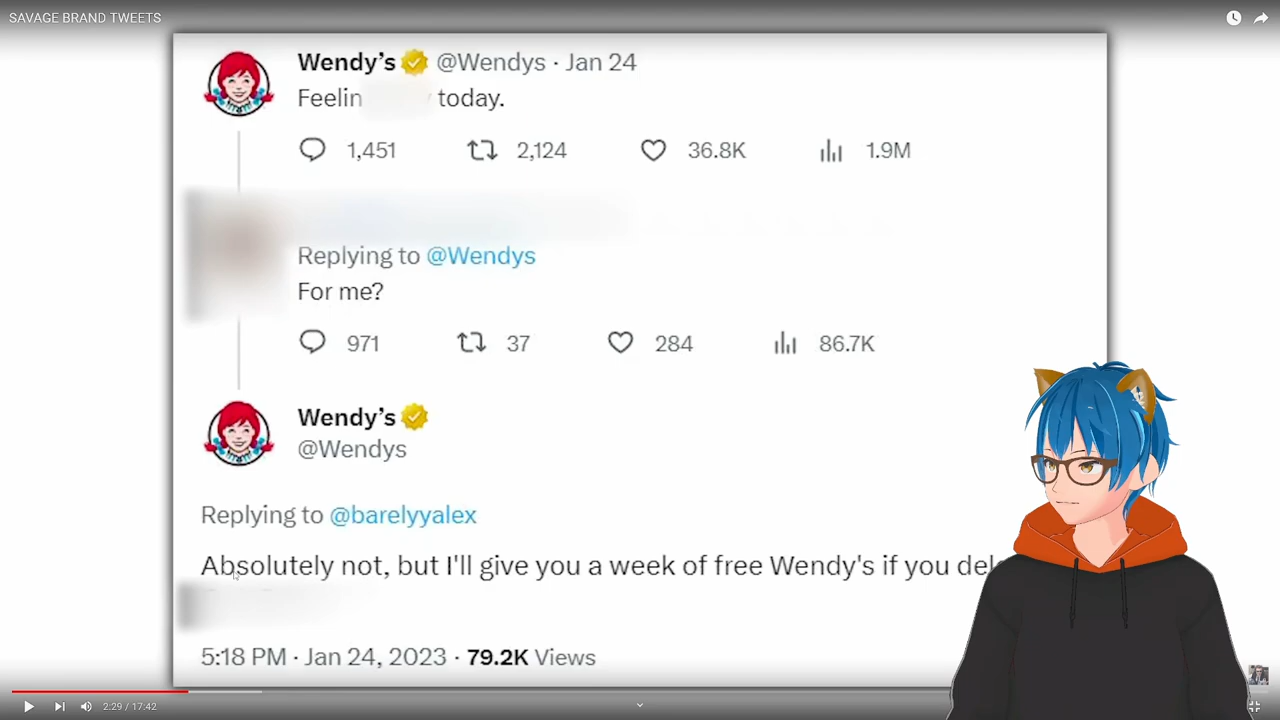 SAVAGE BRAND TWEETS
Wendy's @Wendys · Jan 24
Feelin today.
1,451 2,124 36.8K 1.9M
Replying to @Wendys
For me?
971 37 284 86.7K
Wendy's
@Wendys
Replying to @barelyyalex
Absolutely not, but I'll give you a week of free Wendy's if you
5:18 PM · Jan 24, 2023 · 79.2K Views
2:29 / 17:42